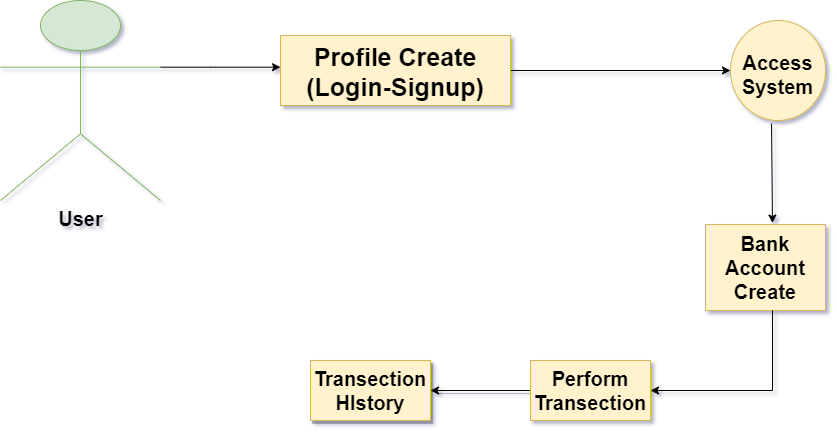 Profile Create
(Login-Signup)
Access
System
User
Bank
Account
Create
Transection
HIstory
Perform
Transection